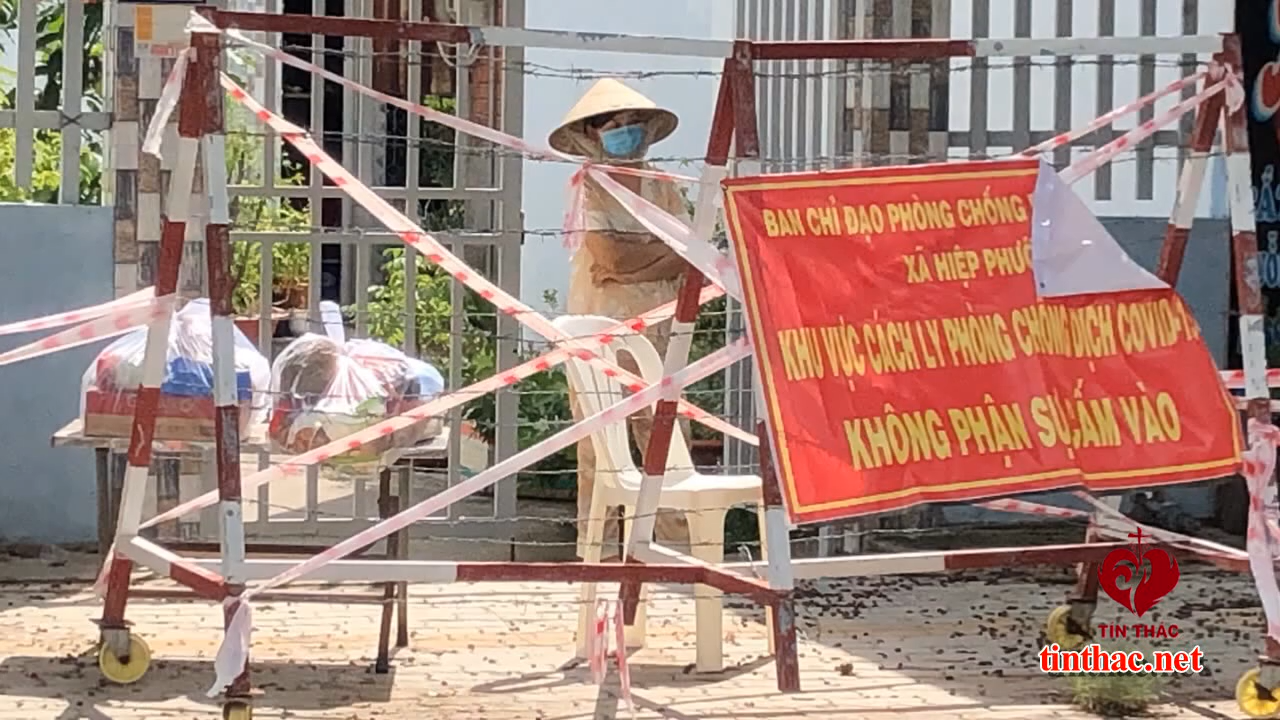 BAN CHỈ ĐẠO PHÒNG CHỐNG
XÃ HIỆP PHƯỚ
KHU VỰC CÁCH LY PHÒNG CHỐNG DỊCH COVID-1
KHÔNG PHẬN SỰ CẤM VÀO
TIN THÁC
tinthac.net